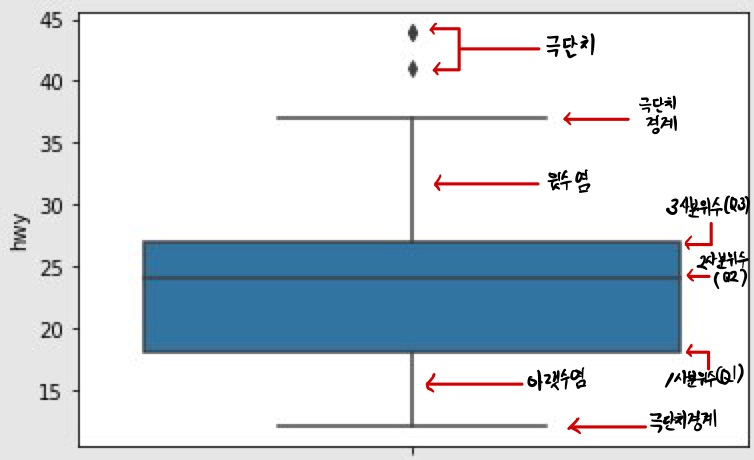 45
극단치
40
극단치
경계
35
윗수염
30
3사분위수(Q3)
hwy
25
2사분위수
(Q2)
20
아랫수염
1사분위수(Q1)
15
극단치경계